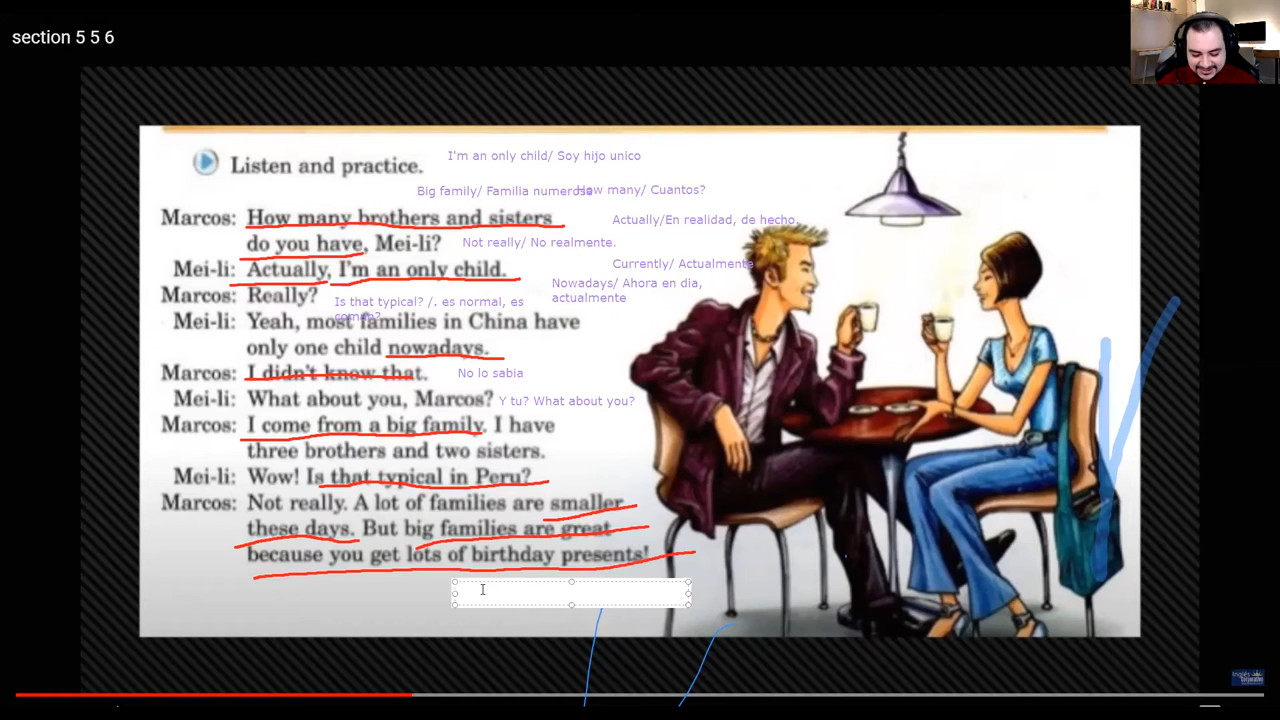 section 5 5 6
I'm an only child/ Soy hijo unico
Listen and practice.
Big family/ Familia numerosa
How many/ Cuantos?
Marcos: How many brothers and sisters
Actually/En realidad, de hecho.
do you have, Mei-li?
Not really/ No realmente.
Mei-li: Actually, I'm an only child.
Currently/ Actualmente
Marcos: Really?
Nowadays/ Ahora en dia,
actualmente
Is that typical? /. es normal, es
comun?
Mei-li: Yeah, most families in China have
only one child nowadays.
Marcos: I didn't know that.
No lo sabia
Mei-li: What about you, Marcos?
Y tu? What about you?
Marcos: I come from a big family. I have
three brothers and two sisters.
Mei-li: Wow! Is that typical in Peru?
Marcos: Not really. A lot of families are smaller
these days. But big families are great
because you get lots of birthday presents!